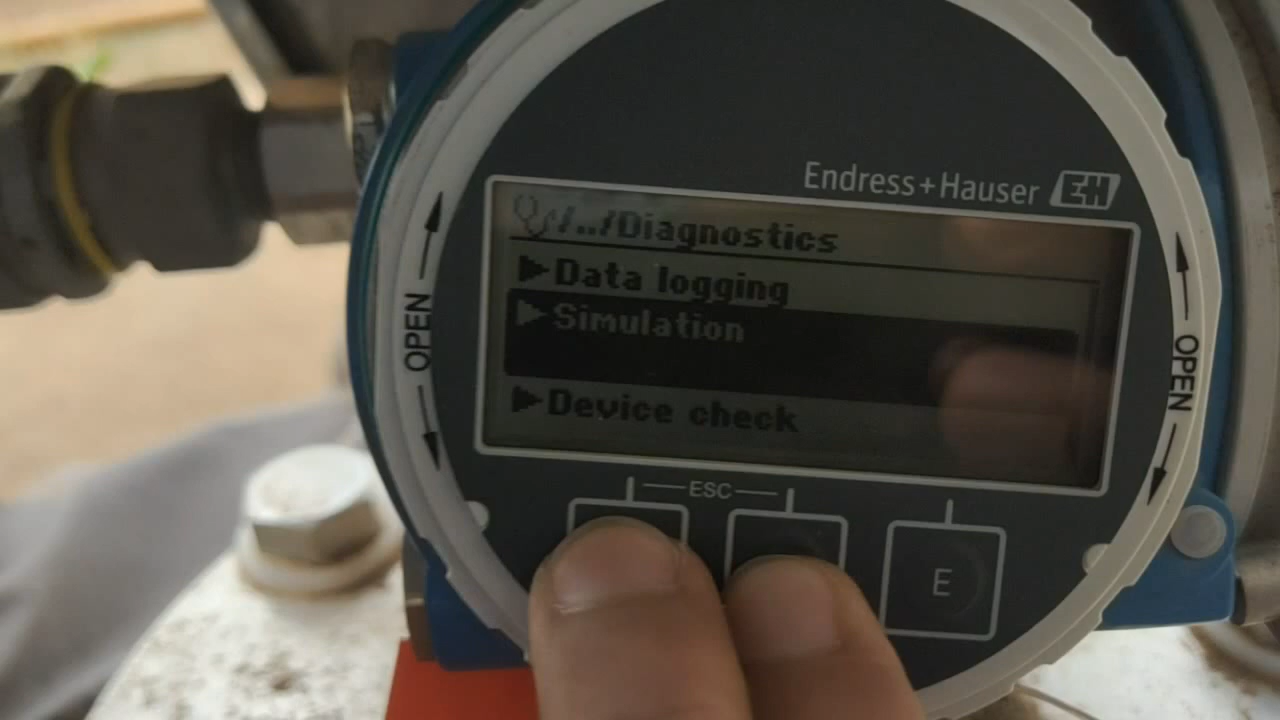 Endress+Hauser EH
/../Diagnostics
Data logging
Simulation
Device check
OPEN
OPEN
ESC
E